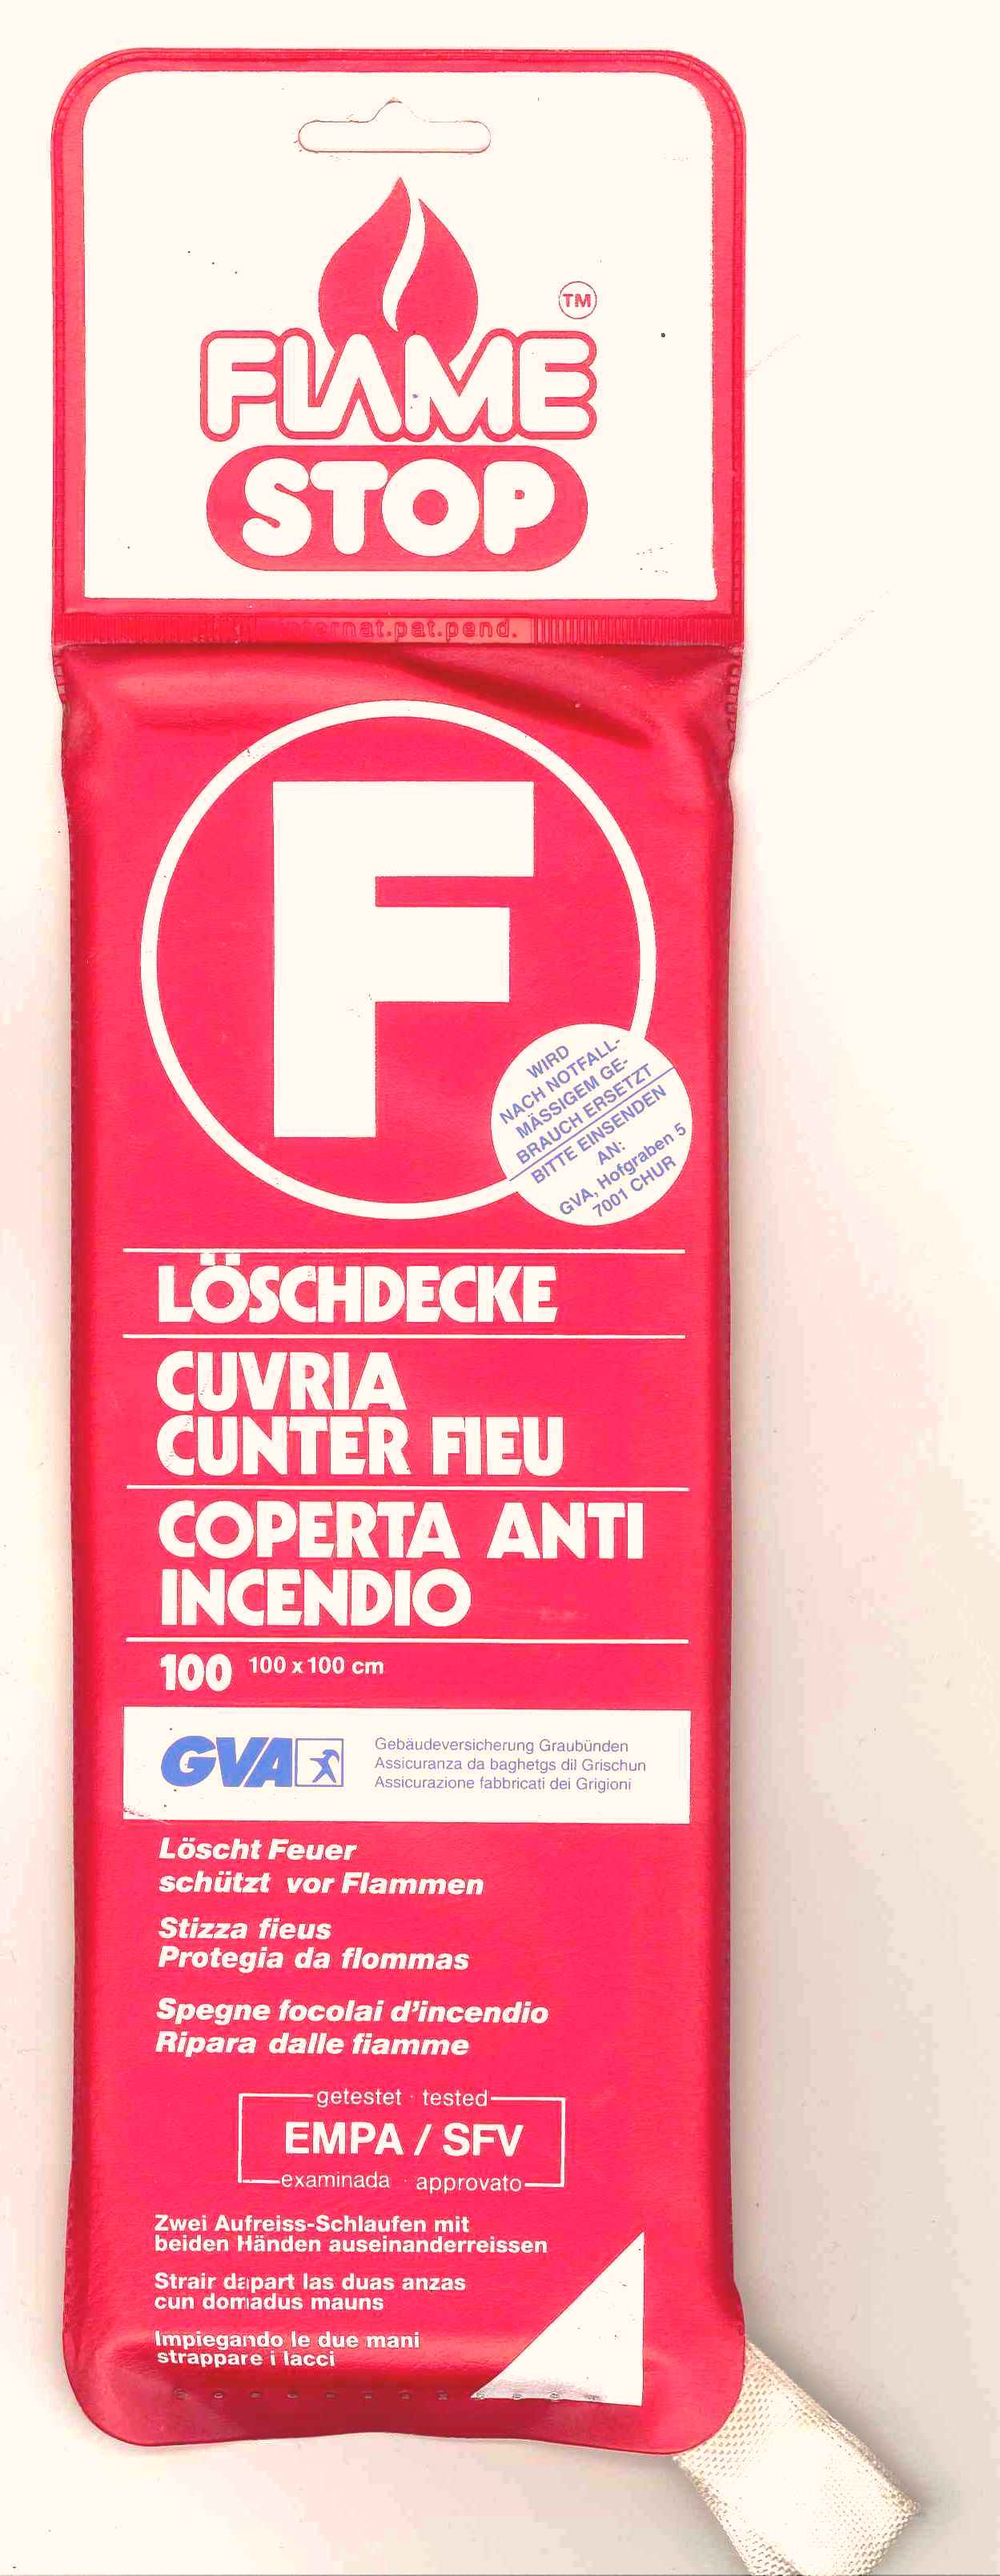 TM
FLAME
STOP
internat.pat.pend.
F
WIRD
NACH NOTFALL-
MÄSSIGEM GE-
BRAUCH ERSETZT
BITTE EINSENDEN
AN:
GVA, Hofgraben 5
7001 CHUR
LÖSCHDECKE
CUVRIA
CUNTER FIEU
COPERTA ANTI
INCENDIO
100 100 x 100 cm
GVA
Gebäudeversicherung Graubünden
Assicuranza da baghetgs dil Grischun
Assicurazione fabbricati dei Grigioni
Löscht Feuer
schützt vor Flammen
Stizza fieus
Protegia da flommas
Spegne focolai d'incendio
Ripara dalle fiamme
getestet · tested
EMPA / SFV
examinada · approvato
Zwei Aufreiss-Schlaufen mit
beiden Händen auseinanderreissen
Strair dapart las duas anzas
cun domadus mauns
Impiegando le due mani
strappare i lacci